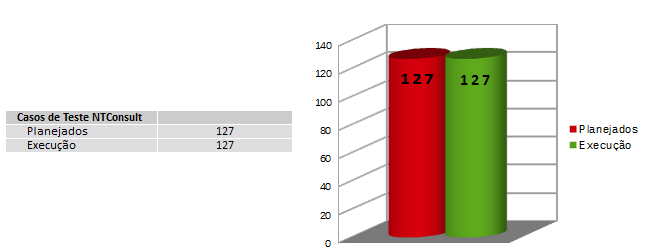 Casos de Teste NTConsult
Planejados 127
Execução 127
140
120
100
80
60
40
20
0
127 127
Planejados
Execução